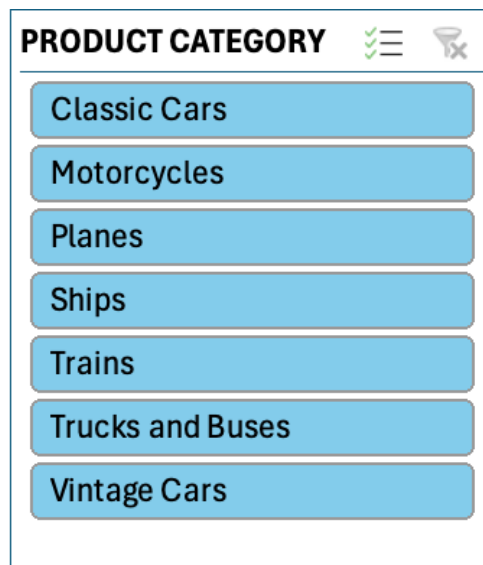 PRODUCT CATEGORY
Classic Cars
Motorcycles
Planes
Ships
Trains
Trucks and Buses
Vintage Cars